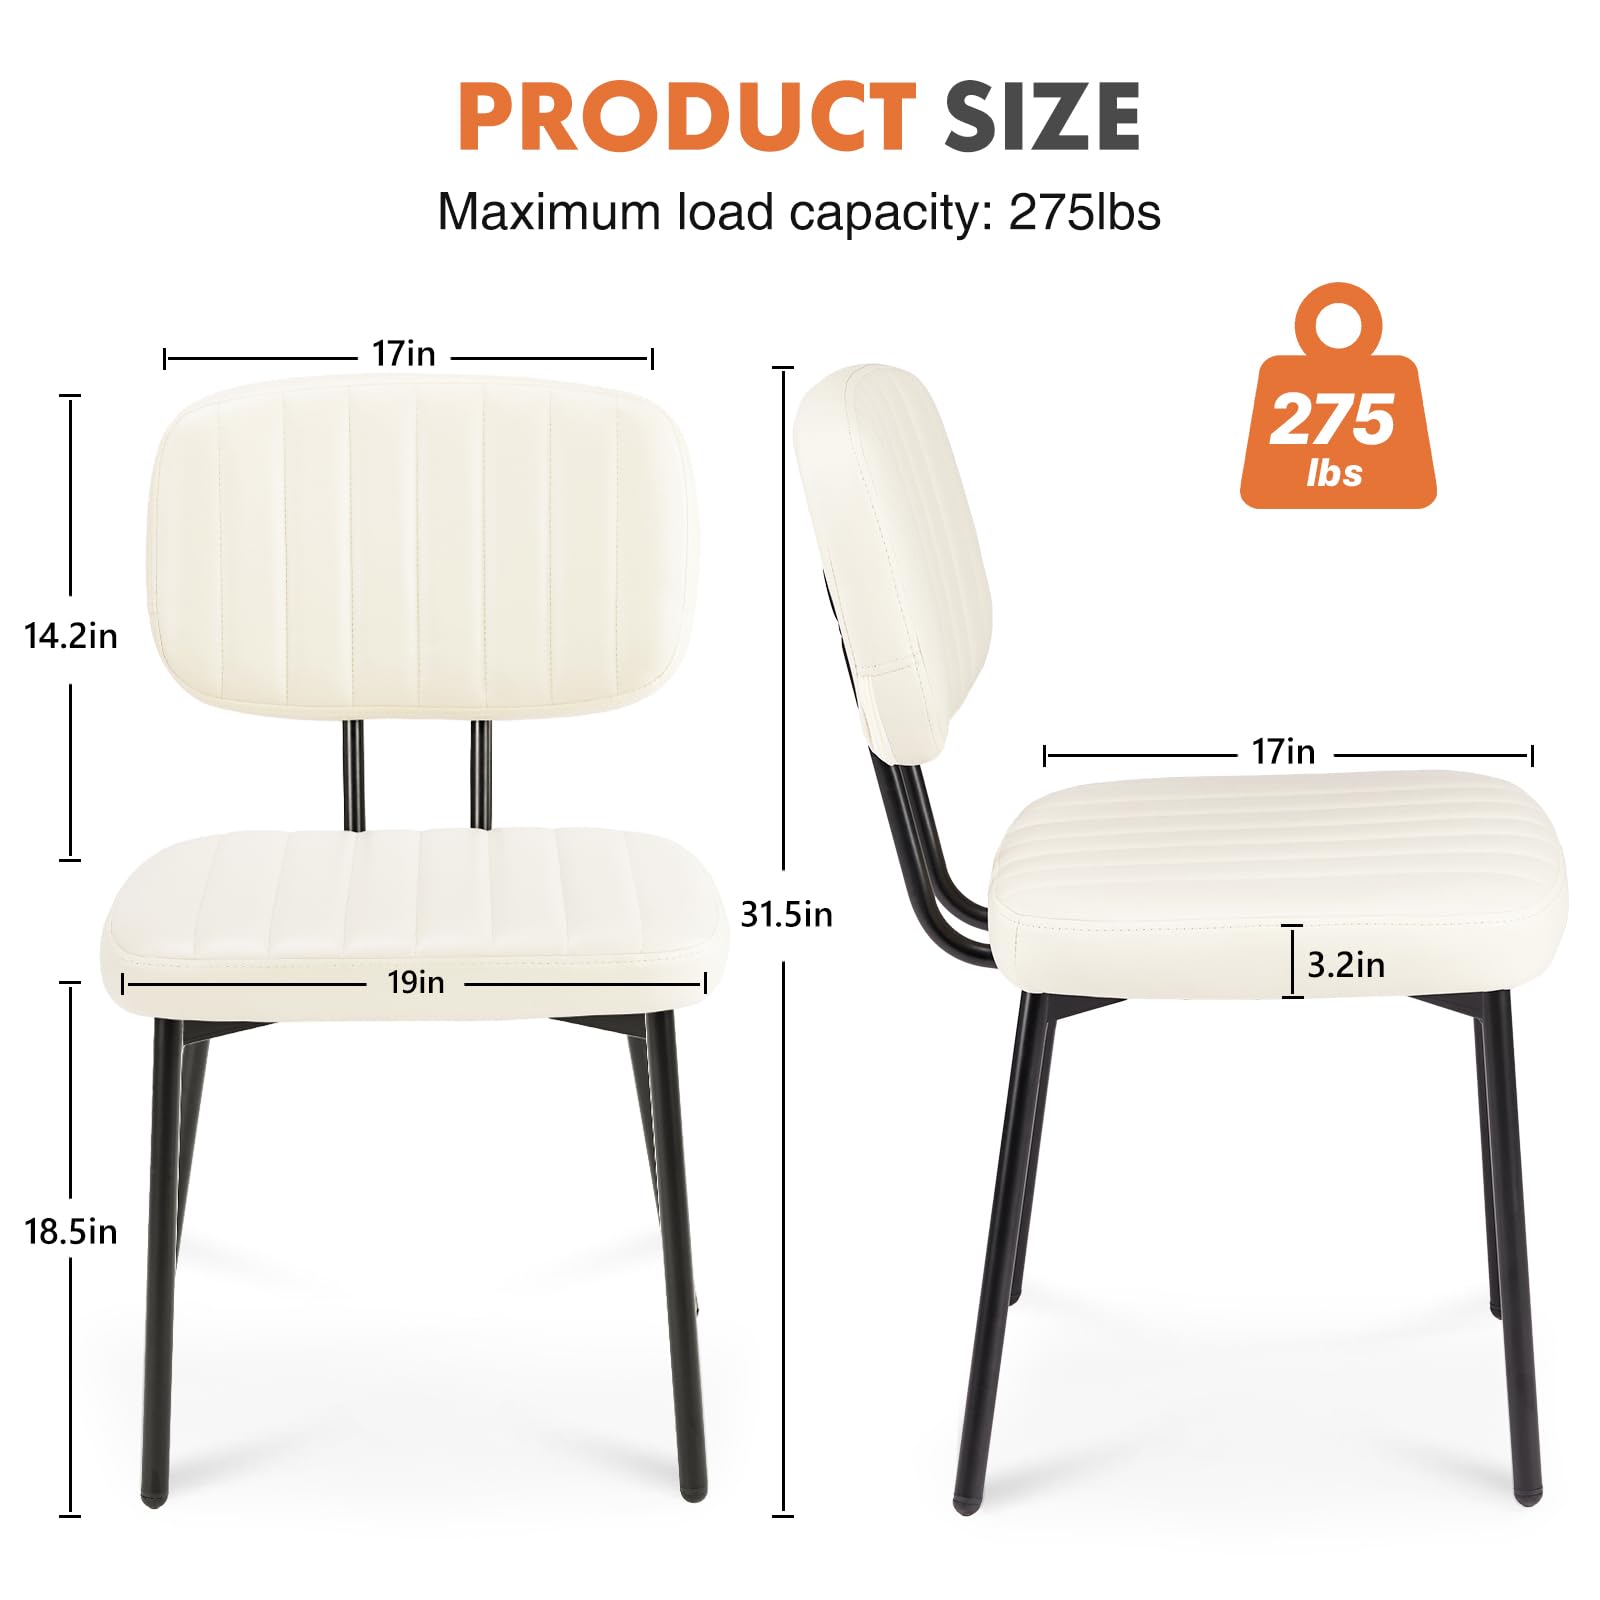 PRODUCT SIZE
Maximum load capacity: 275lbs
275
lbs
17in
14.2in
17in
31.5in
3.2in
19in
18.5in